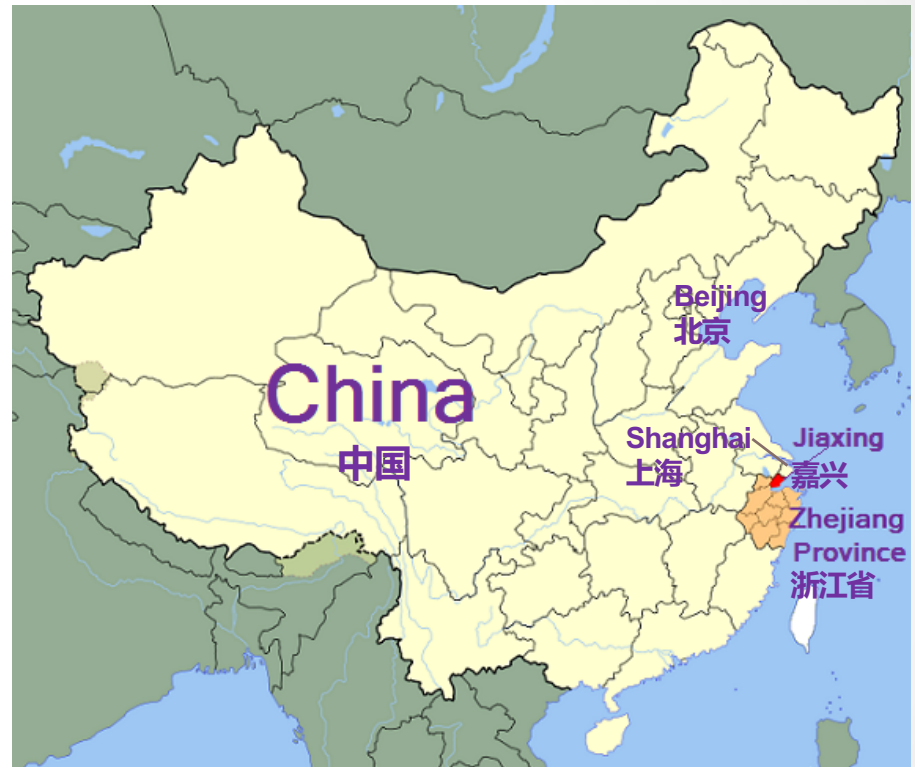 Beijing
北京
China
中国
Shanghai
上海
Jiaxing
嘉兴
Zhejiang
Province
浙江省